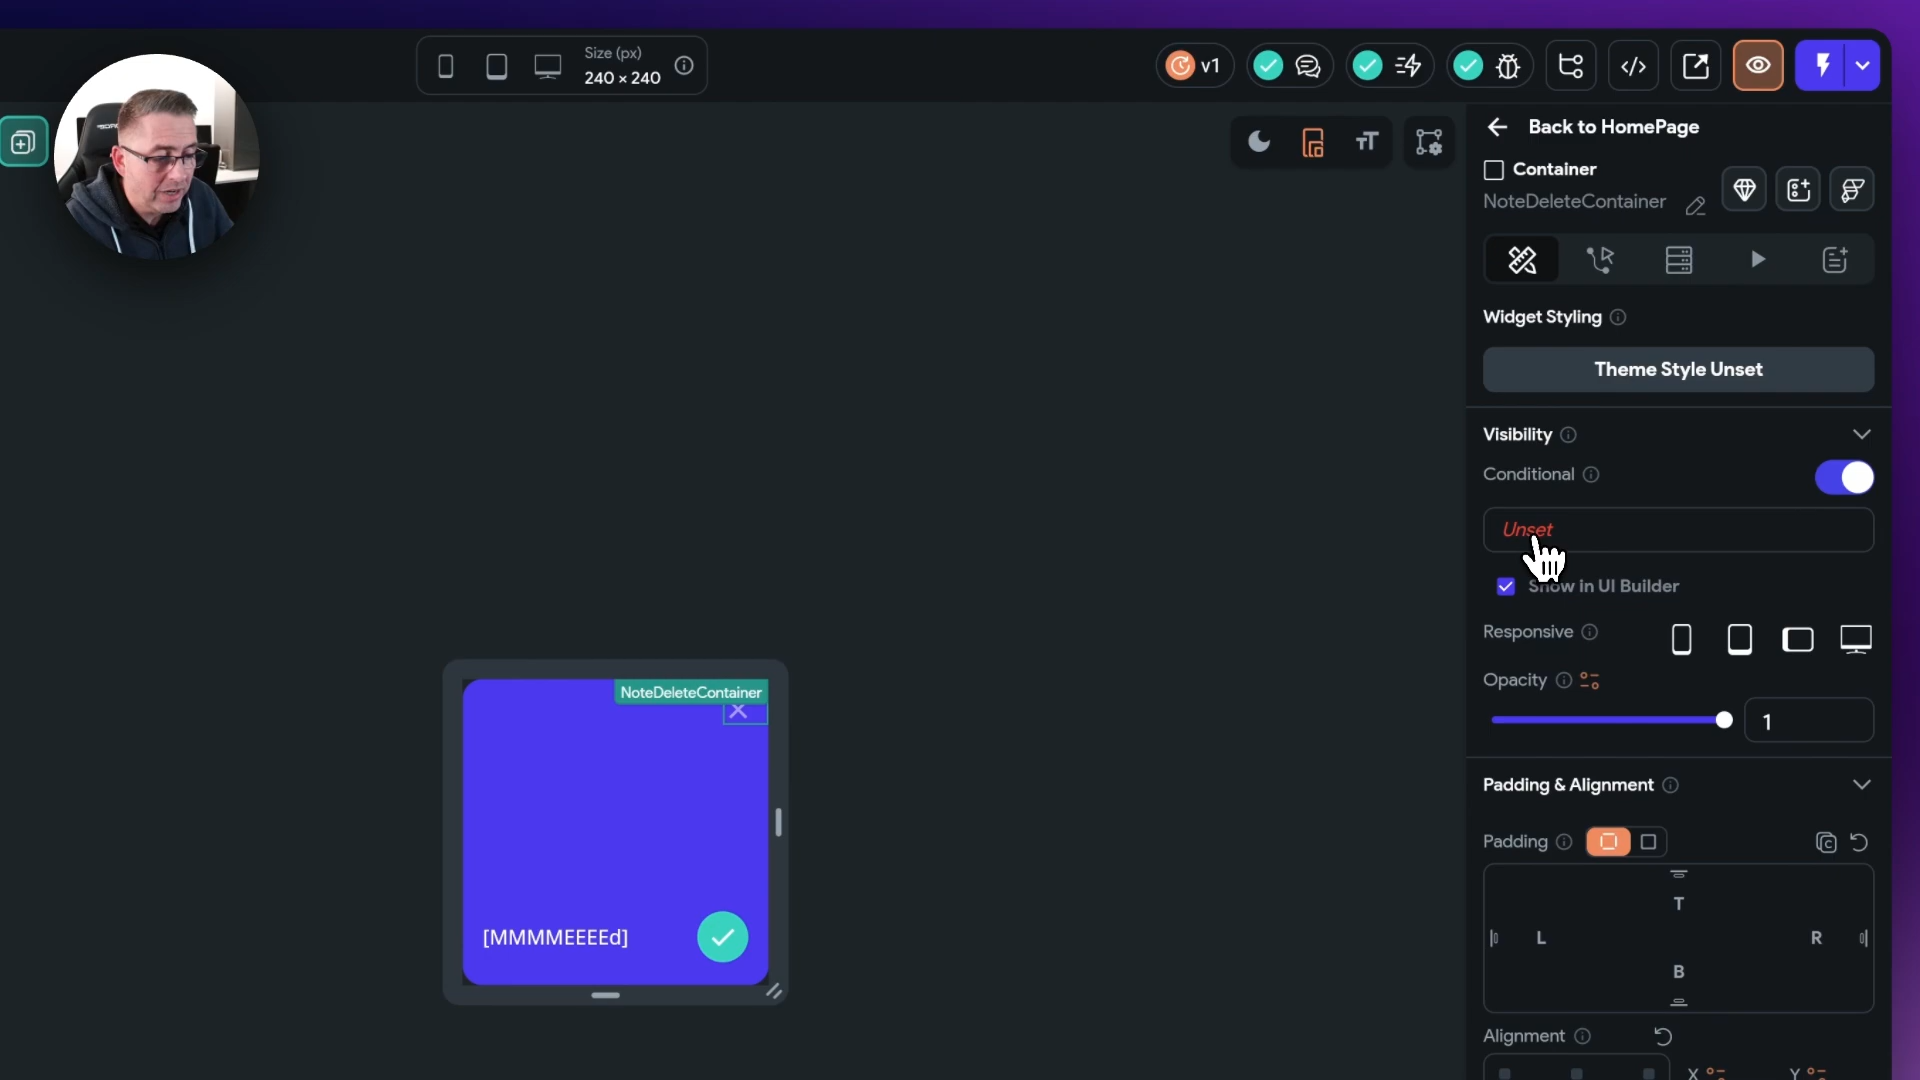 Size (px)
240 × 240
v1
Back to HomePage
Container
NoteDeleteContainer
Widget Styling
Theme Style Unset
Visibility
Conditional
Unset
Show in UI Builder
Responsive
Opacity
1
Padding & Alignment
Padding
T
L
R
B
Alignment
X
Y
NoteDeleteContainer
[MMMMEEEEd]